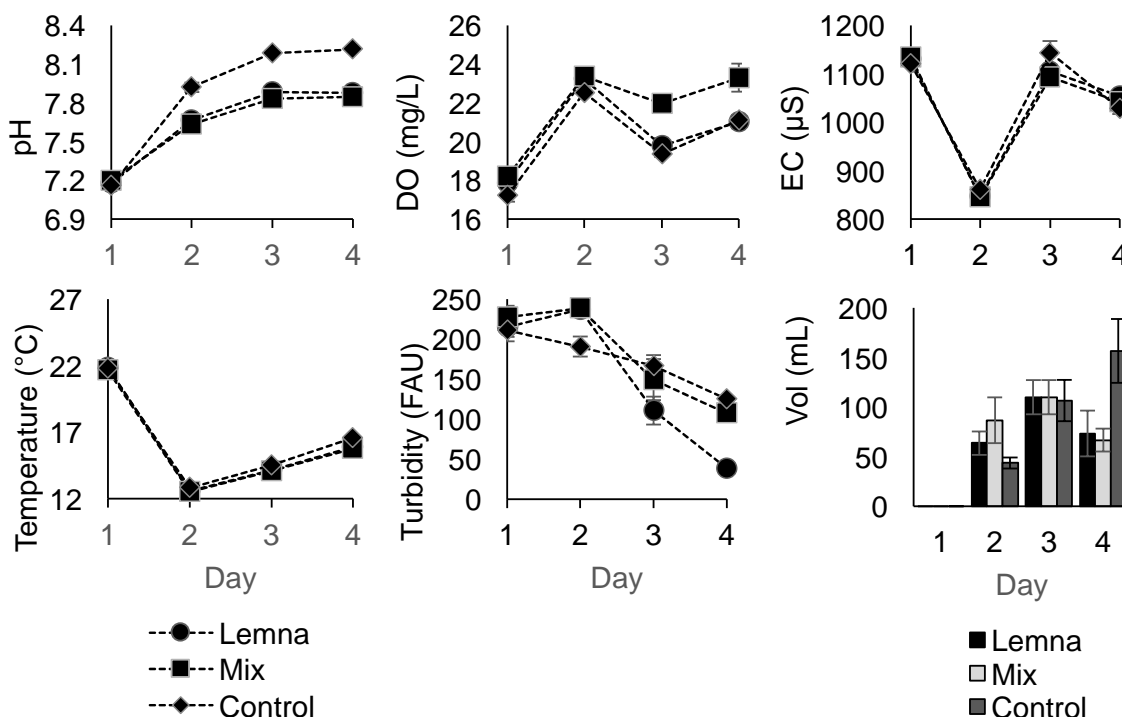 pH
8.4
8.1
7.8
7.5
7.2
6.9
1 2 3 4
DO (mg/L)
26
24
22
20
18
16
1 2 3 4
EC (µS)
1200
1100
1000
900
800
1 2 3 4
Temperature (°C)
27
22
17
12
1 2 3 4
Day
Turbidity (FAU)
250
200
150
100
50
0
1 2 3 4
Day
Vol (mL)
200
150
100
50
0
1 2 3 4
Day
Lemna
Mix
Control
Lemna
Mix
Control